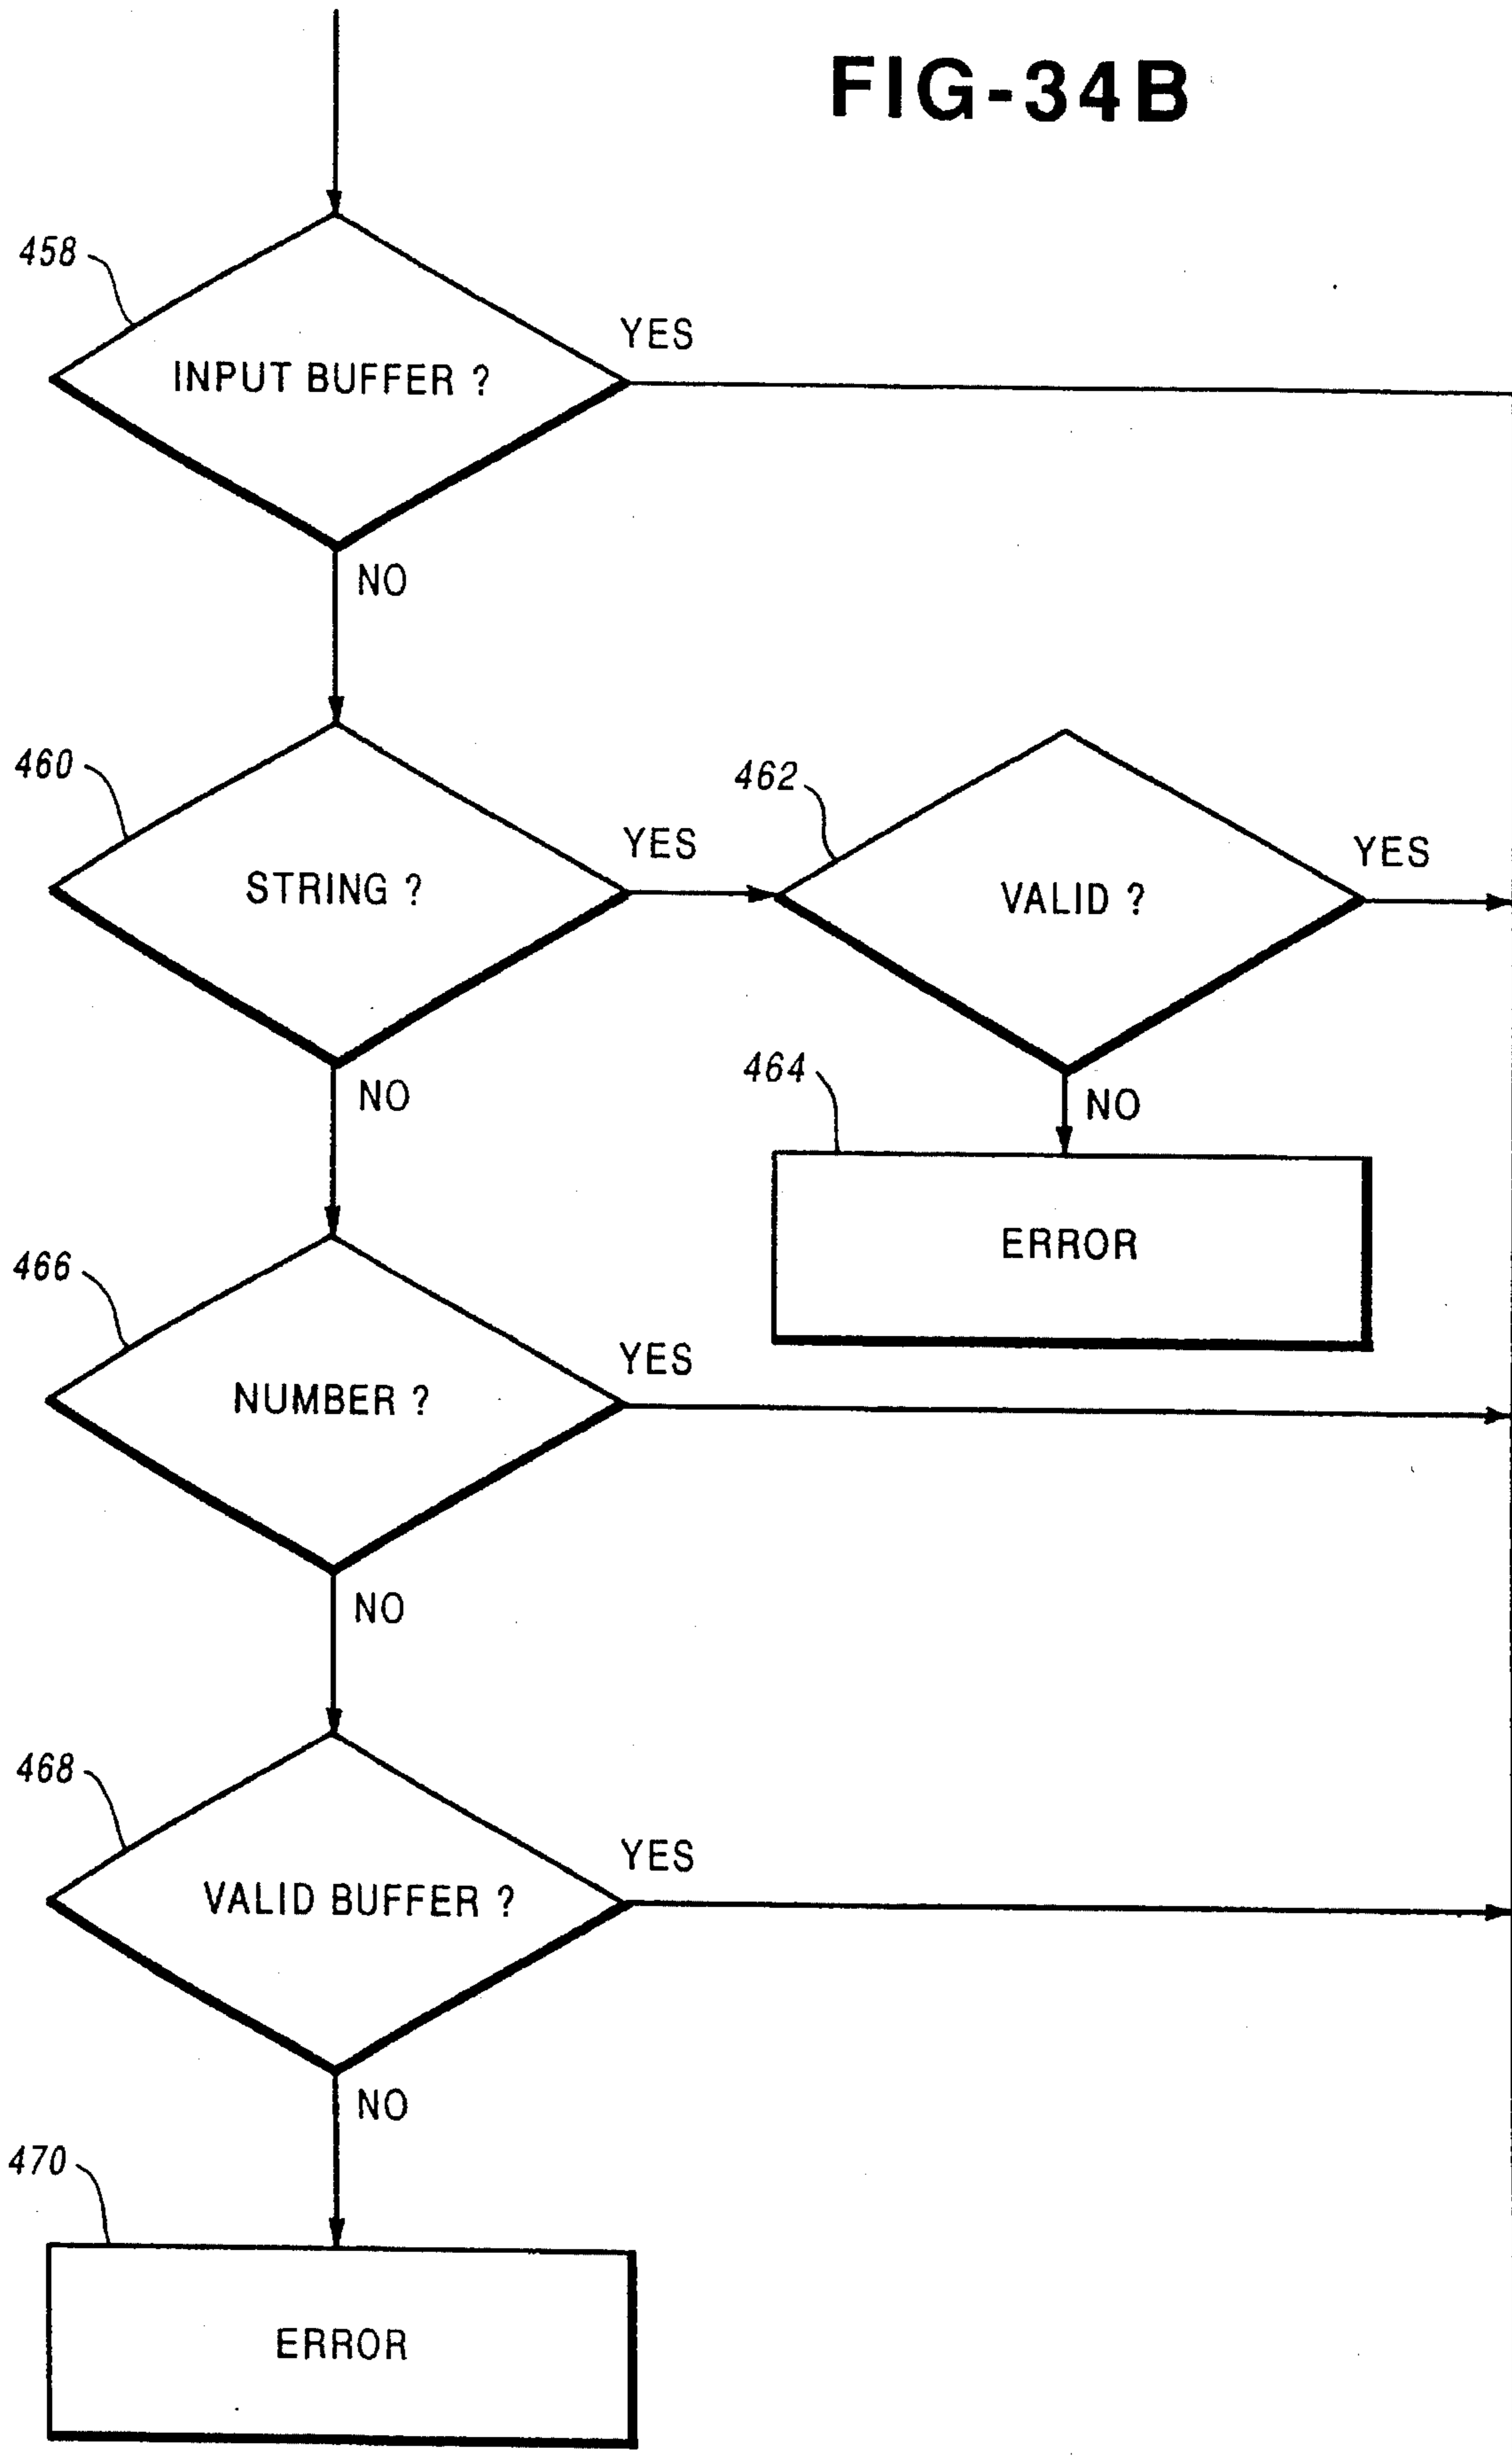 FIG-34B
458
INPUT BUFFER ?
YES
NO
460
STRING ?
YES
462
VALID ?
YES
NO
464
ERROR
NO
466
NUMBER ?
YES
NO
468
VALID BUFFER ?
YES
NO
470
ERROR